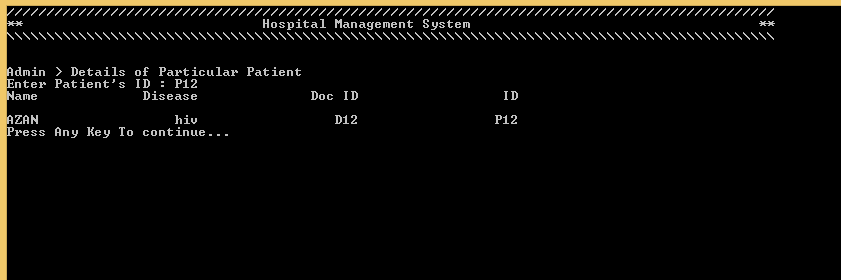 ////////////////////////////////////////////////////////////////////////////////////////////////
** Hospital Management System **
\\\\\\\\\\\\\\\\\\\\\\\\\\\\\\\\\\\\\\\\\\\\\\\\\\\\\\\\\\\\\\\\\\\\\\\\\\\\\\\\\\\\\\\\\\\\\\\\
Admin > Details of Particular Patient
Enter Patient's ID : P12
Name Disease Doc ID ID
AZAN hiv D12 P12
Press Any Key To continue...